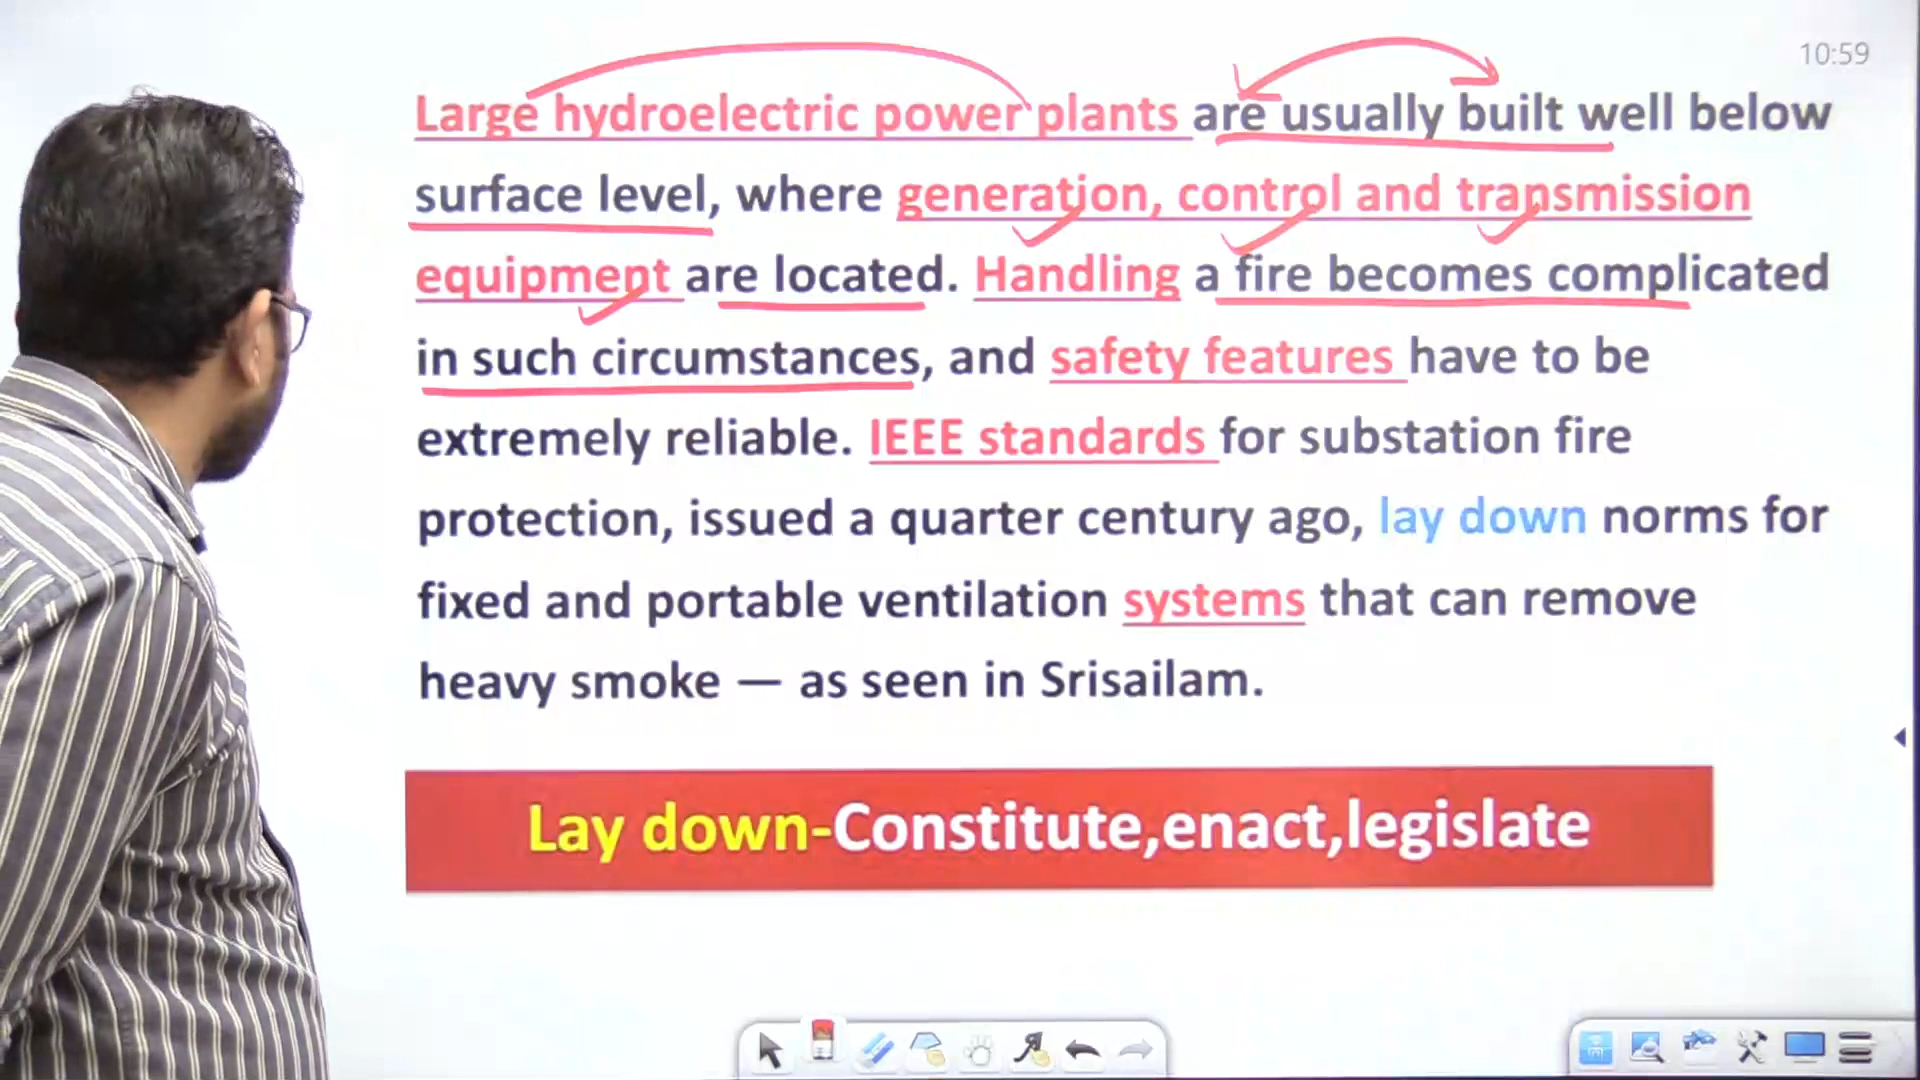 10:59
Large hydroelectric power plants are usually built well below
surface level, where generation, control and transmission
equipment are located. Handling a fire becomes complicated
in such circumstances, and safety features have to be
extremely reliable. IEEE standards for substation fire
protection, issued a quarter century ago, lay down norms for
fixed and portable ventilation systems that can remove
heavy smoke — as seen in Srisailam.
Lay down-Constitute,enact,legislate